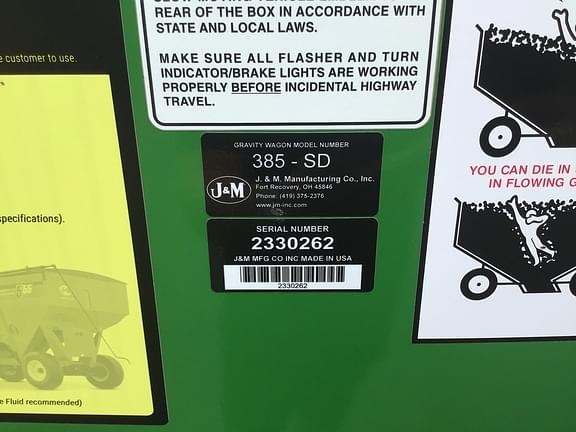 REAR OF THE BOX IN ACCORDANCE WITH
STATE AND LOCAL LAWS.
MAKE SURE ALL FLASHER AND TURN
INDICATOR/BRAKE LIGHTS ARE WORKING
PROPERLY BEFORE INCIDENTAL HIGHWAY
TRAVEL.
e customer to use.
specifications).
e Fluid recommended)
GRAVITY WAGON MODEL NUMBER
385 - SD
J&M
J. & M. Manufacturing Co., Inc.
Fort Recovery, OH 45846
Phone: (419) 375-2376
www.jm-inc.com
SERIAL NUMBER
2330262
J&M MFG CO INC MADE IN USA
2330262
YOU CAN DIE IN
IN FLOWING G